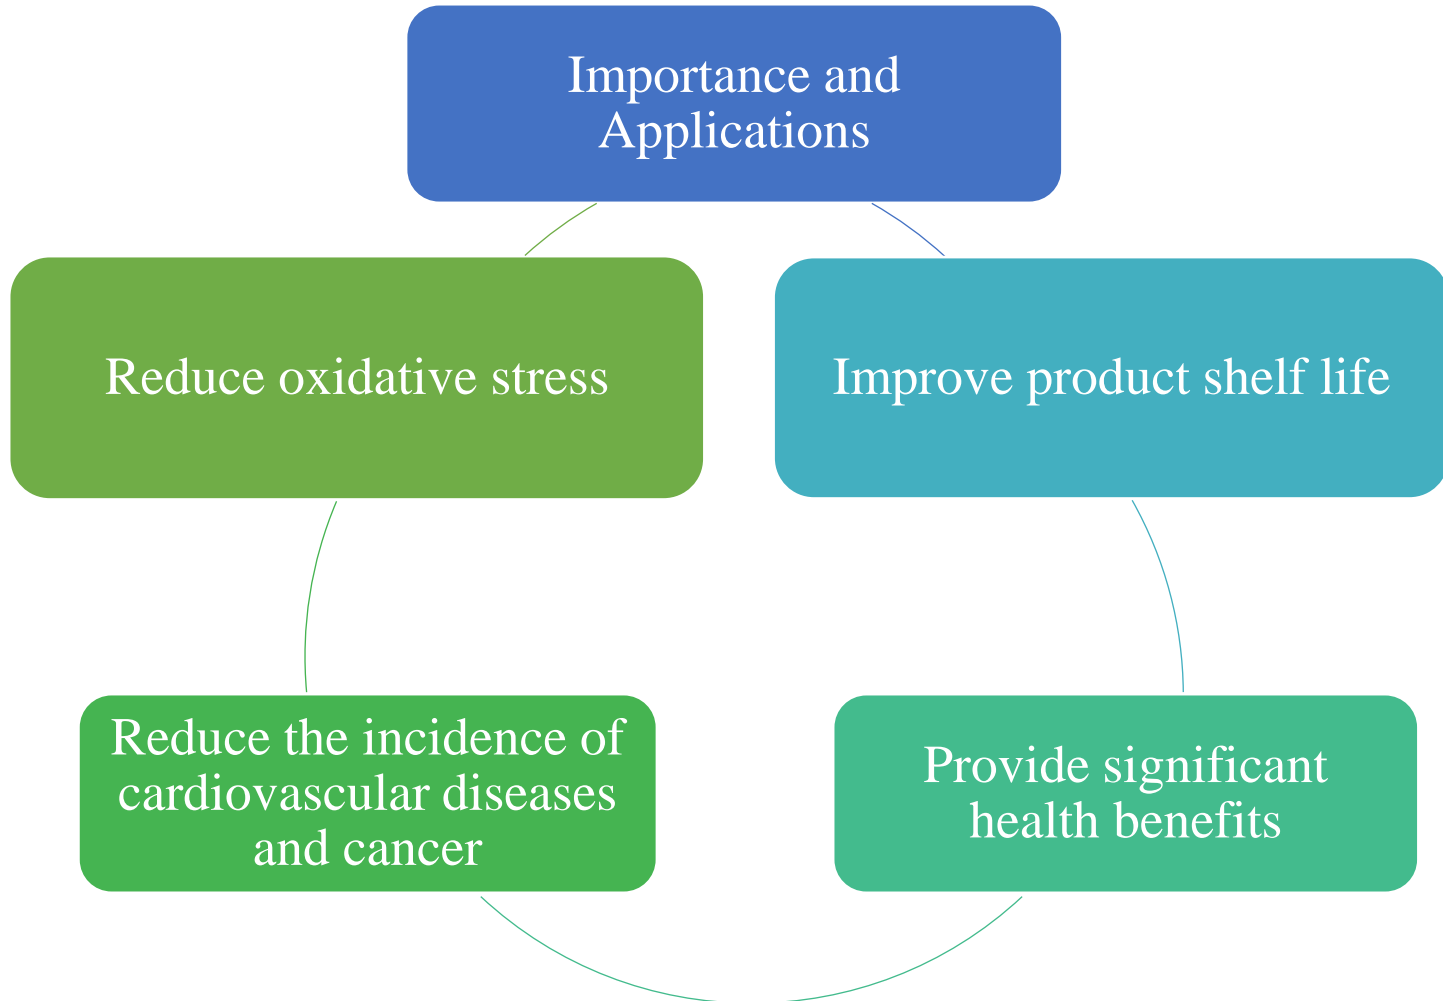 Importance and
Applications
Reduce oxidative stress
Improve product shelf life
Reduce the incidence of
cardiovascular diseases
and cancer
Provide significant
health benefits